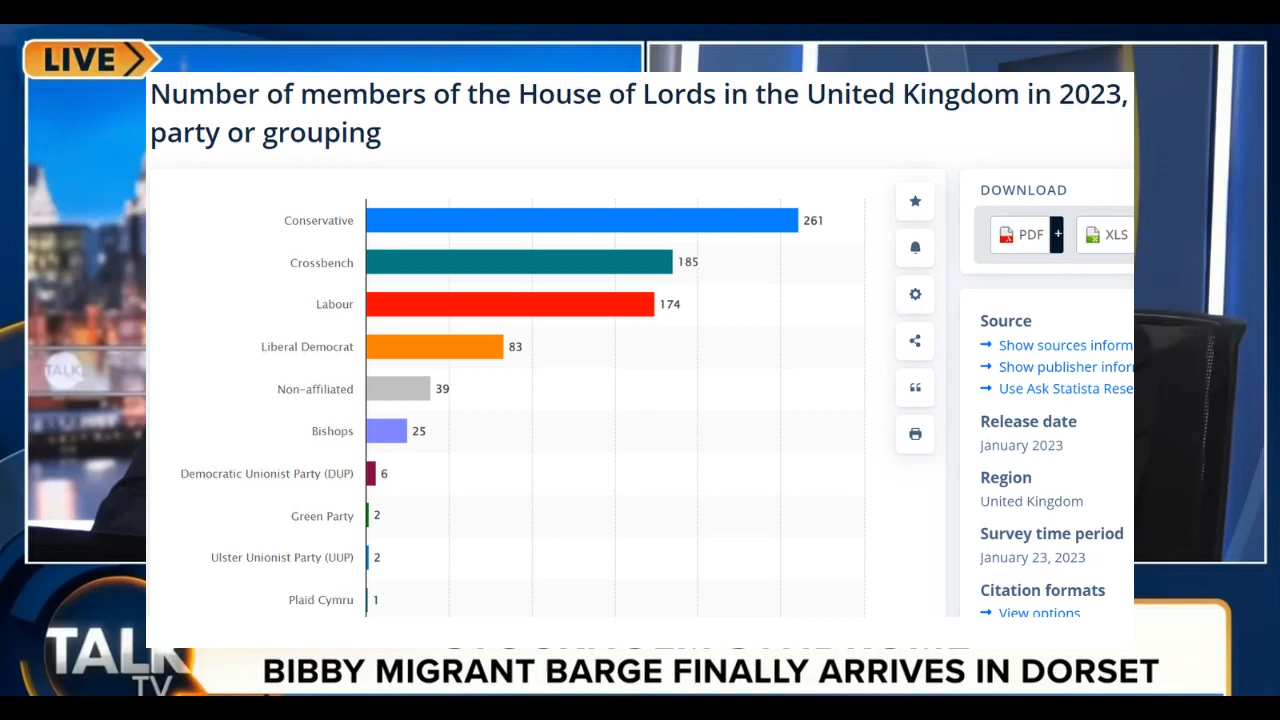 LIVE
Number of members of the House of Lords in the United Kingdom in 2023,
party or grouping
Conservative 261
Crossbench 185
Labour 174
Liberal Democrat 83
Non-affiliated 39
Bishops 25
Democratic Unionist Party (DUP) 6
Green Party 2
Ulster Unionist Party (UUP) 2
Plaid Cymru 1
DOWNLOAD
PDF + XLS
Source
Show sources inform
Show publisher infor
Use Ask Statista Rese
Release date
January 2023
Region
United Kingdom
Survey time period
January 23, 2023
Citation formats
View options
TALK
TALK
TV
BIBBY MIGRANT BARGE FINALLY ARRIVES IN DORSET